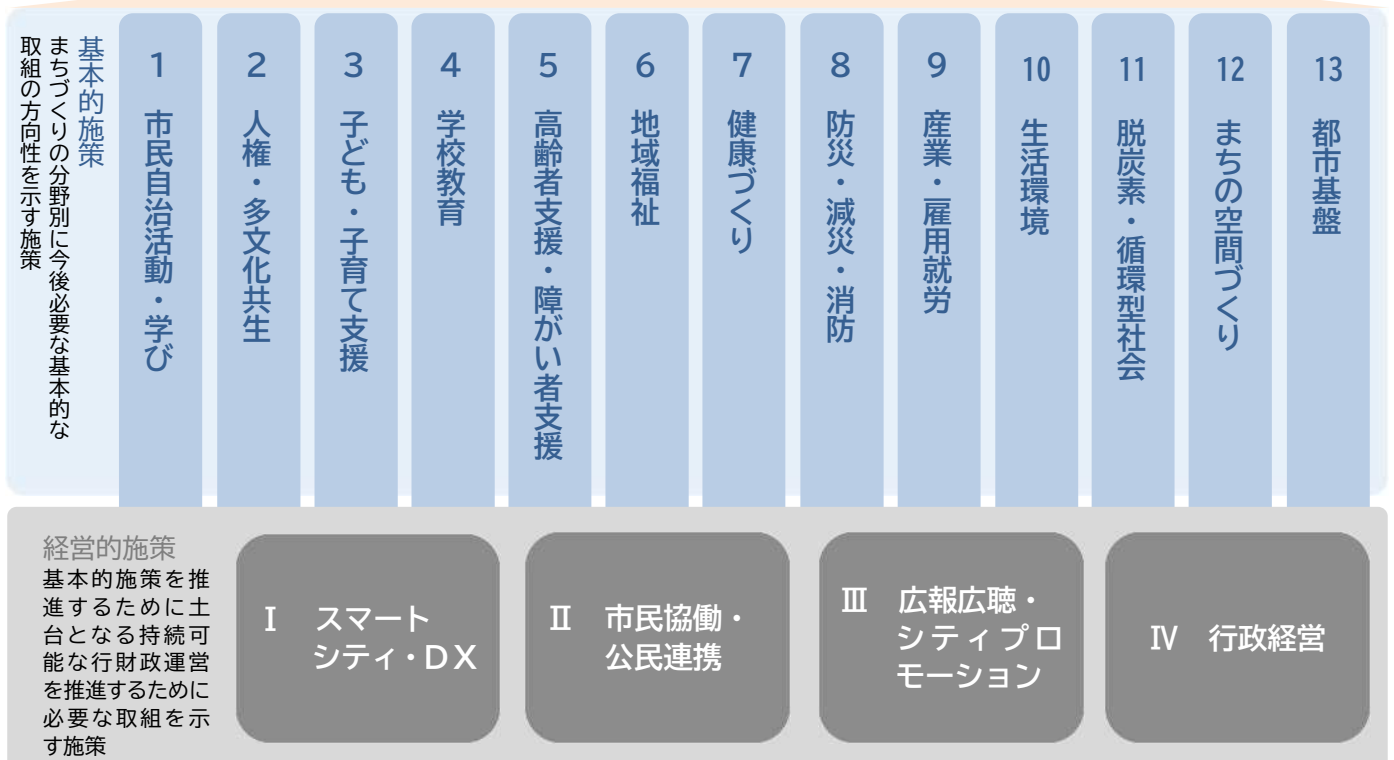 基本的施策
まちづくりの分野別に今後必要な基本的な
取組の方向性を示す施策
1 市民自治活動・学び
2 人権・多文化共生
3 子ども・子育て支援
4 学校教育
5 高齢者支援・障がい者支援
6 地域福祉
7 健康づくり
8 防災・減災・消防
9 産業・雇用就労
10 生活環境
11 脱炭素・循環型社会
12 まちの空間づくり
13 都市基盤
経営的施策
基本的施策を推
進するために土
台となる持続可
能な行財政運営
を推進するために
必要な取組を示
す施策
Ⅰ スマート
シティ・DX
Ⅱ 市民協働・
公民連携
Ⅲ 広報広聴・
シティプロ
モーション
Ⅳ 行政経営